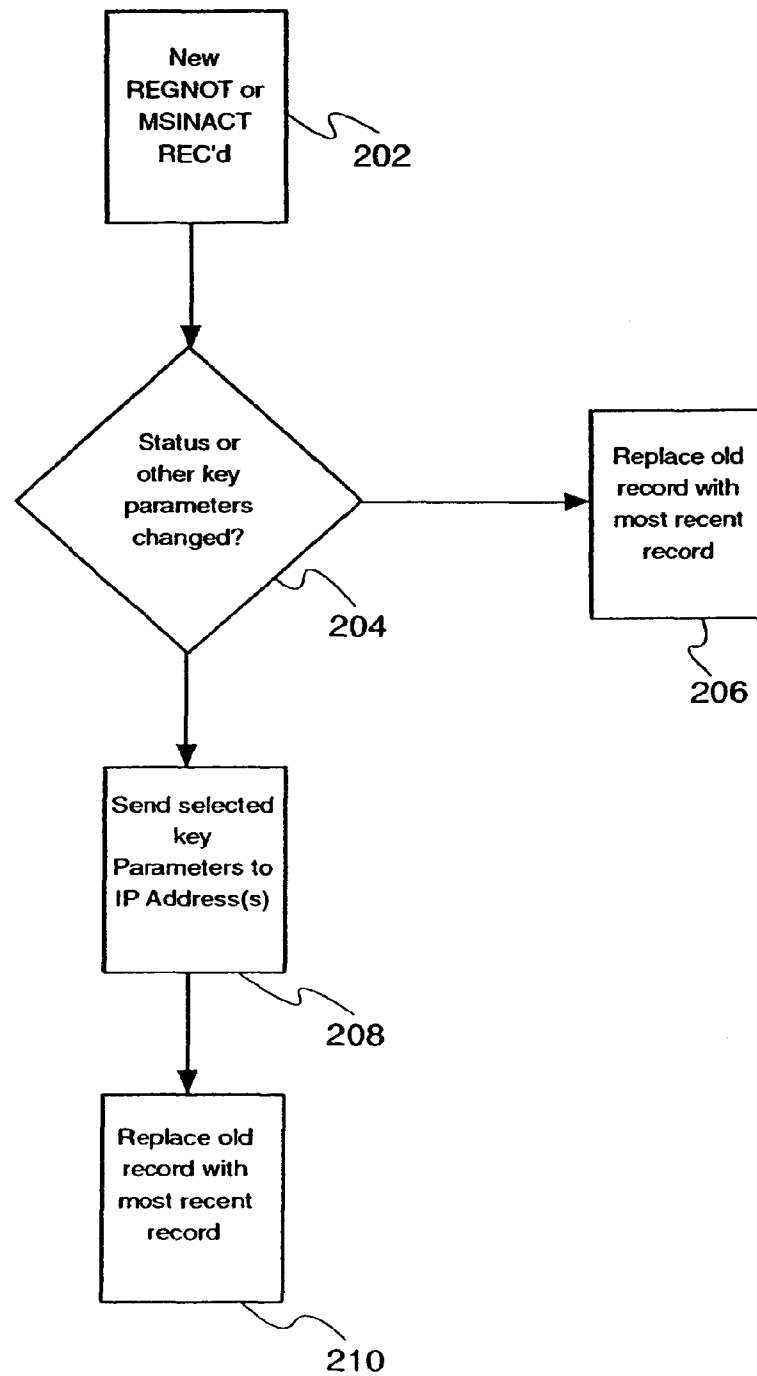 New
REGNOT or
MSINACT
REC'd
202
Status or
other key
parameters
changed?
204
Replace old
record with
most recent
record
206
Send selected
key
Parameters to
IP Address(s)
208
Replace old
record with
most recent
record
210